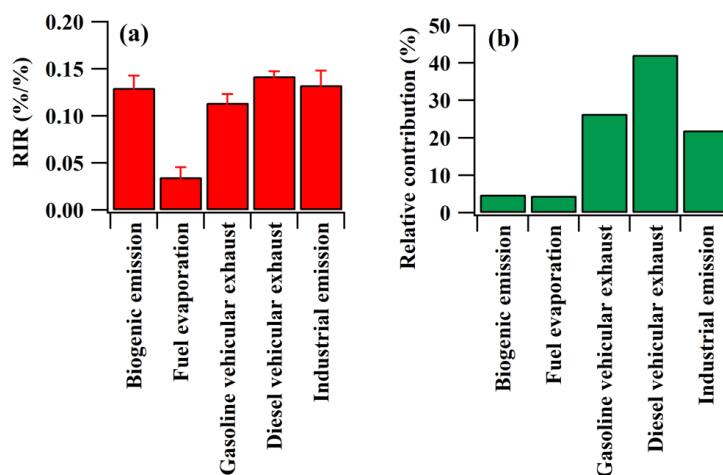 (a)
RIR (%/%)
0.20
0.15
0.10
0.05
0.00
Biogenic emission
Fuel evaporation
Gasoline vehicular exhaust
Diesel vehicular exhaust
Industrial emission
(b)
Relative contribution (%)
50
40
30
20
10
0
Biogenic emission
Fuel evaporation
Gasoline vehicular exhaust
Diesel vehicular exhaust
Industrial emission